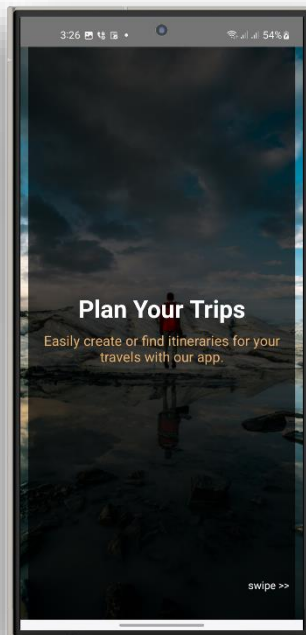 3:26
54%
Plan Your Trips
Easily create or find itineraries for your
travels with our app.
swipe >>